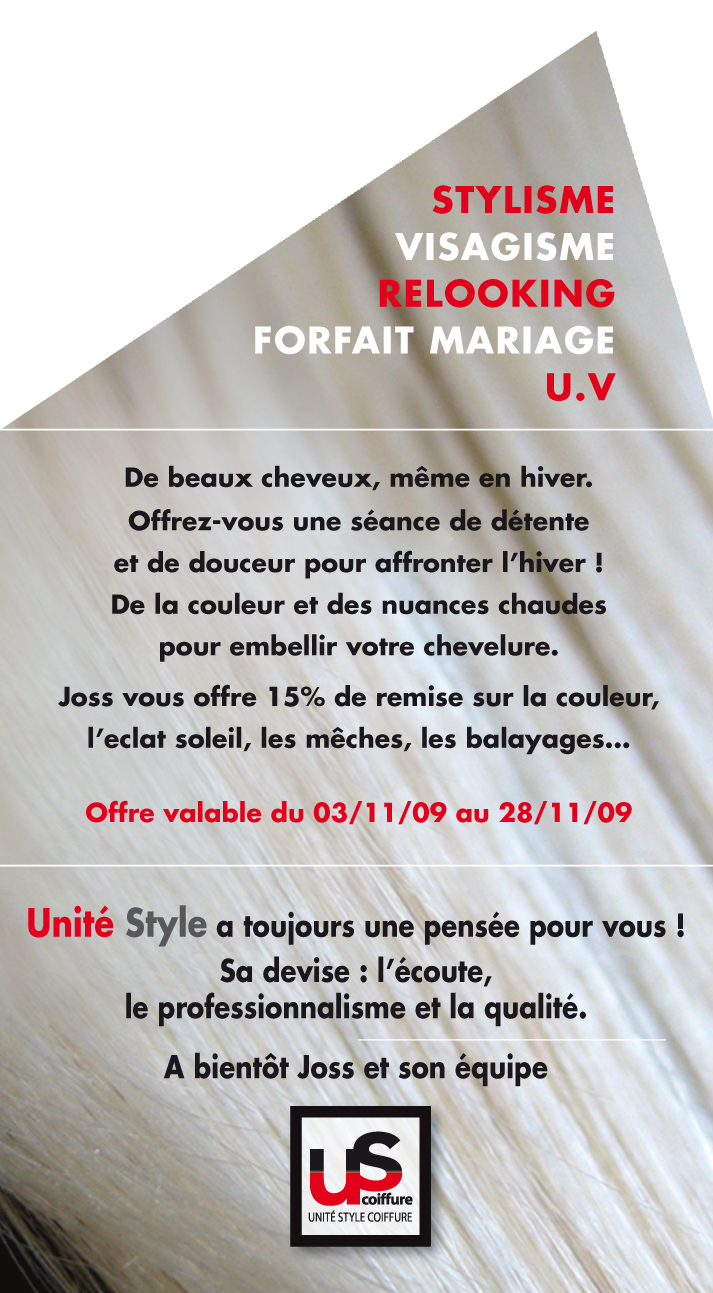 STYLISME
VISAGISME
RELOOKING
FORFAIT MARIAGE
U.V
De beaux cheveux, même en hiver.
Offrez-vous une séance de détente
et de douceur pour affronter l'hiver !
De la couleur et des nuances chaudes
pour embellir votre chevelure.
Joss vous offre 15% de remise sur la couleur,
l'eclat soleil, les mêches, les balayages...
Offre valable du 03/11/09 au 28/11/09
Unité Style a toujours une pensée pour vous !
Sa devise : l'écoute,
le professionnalisme et la qualité.
A bientôt Joss et son équipe
us
coiffure
UNITÉ STYLE COIFFURE